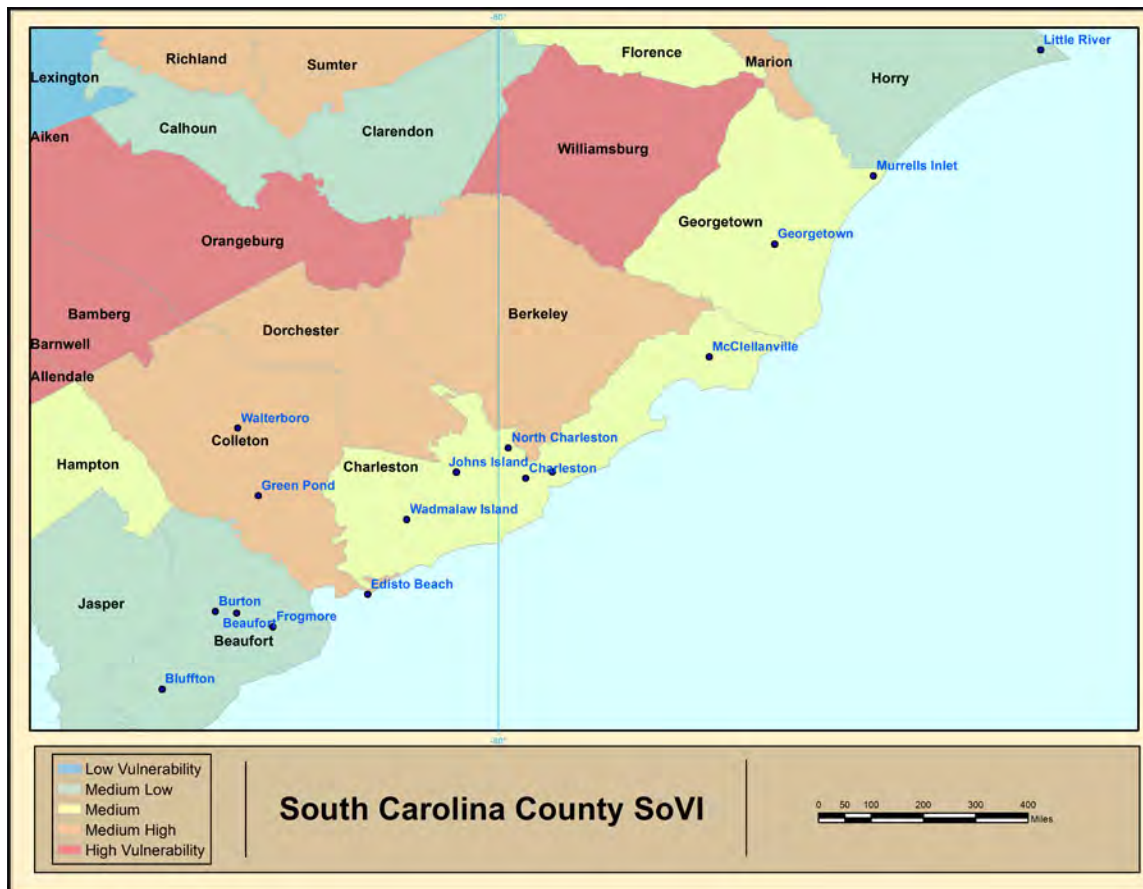 -80°
Little River
Richland
Sumter
Florence
Marion
Lexington
Horry
Aiken
Calhoun
Clarendon
Williamsburg
Murrells Inlet
Georgetown
Georgetown
Orangeburg
Bamberg
Berkeley
Dorchester
Barnwell
McClellanville
Allendale
Walterboro
Colleton
North Charleston
Hampton
Charleston
Johns Island
Charleston
Green Pond
Wadmalaw Island
Edisto Beach
Jasper
Burton
Beaufort
Frogmore
Beaufort
Bluffton
-80°
Low Vulnerability
Medium Low
Medium
Medium High
High Vulnerability
South Carolina County SoVI
0 50 100 200 300 400
Miles